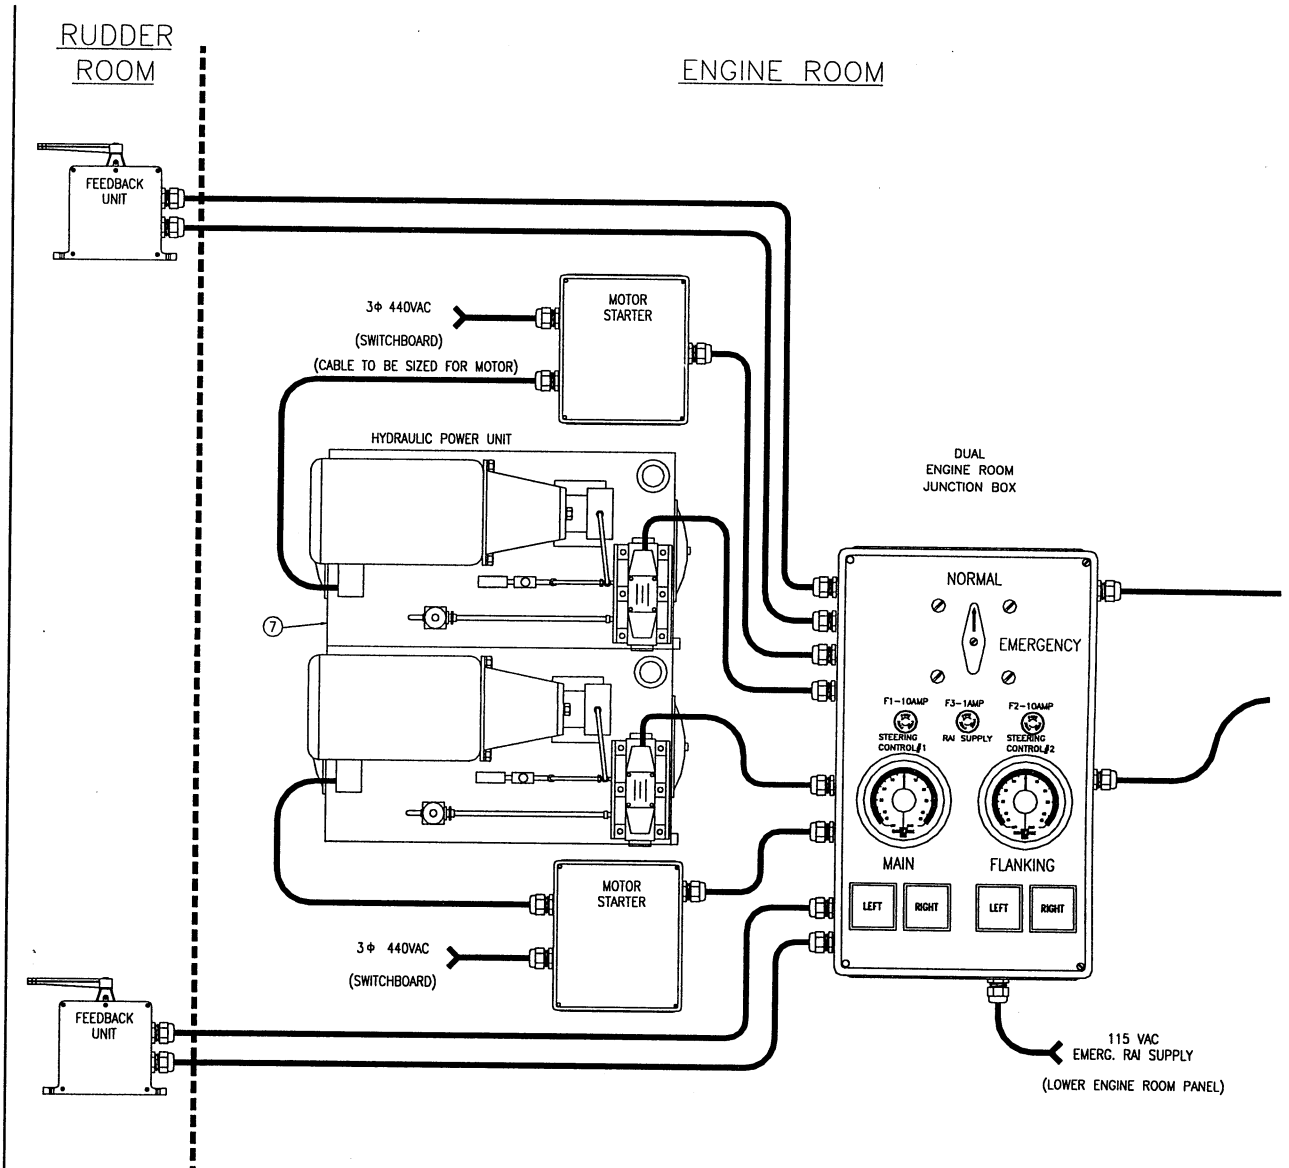 RUDDER
ROOM
ENGINE ROOM
FEEDBACK
UNIT
3Φ 440VAC
(SWITCHBOARD)
(CABLE TO BE SIZED FOR MOTOR)
MOTOR
STARTER
HYDRAULIC POWER UNIT
7
DUAL
ENGINE ROOM
JUNCTION BOX
NORMAL
EMERGENCY
F1-10AMP
STEERING
CONTROL#1
F3-1AMP
RAI SUPPLY
F2-10AMP
STEERING
CONTROL#2
MAIN
FLANKING
LEFT
RIGHT
LEFT
RIGHT
MOTOR
STARTER
3Φ 440VAC
(SWITCHBOARD)
FEEDBACK
UNIT
115 VAC
EMERG. RAI SUPPLY
(LOWER ENGINE ROOM PANEL)